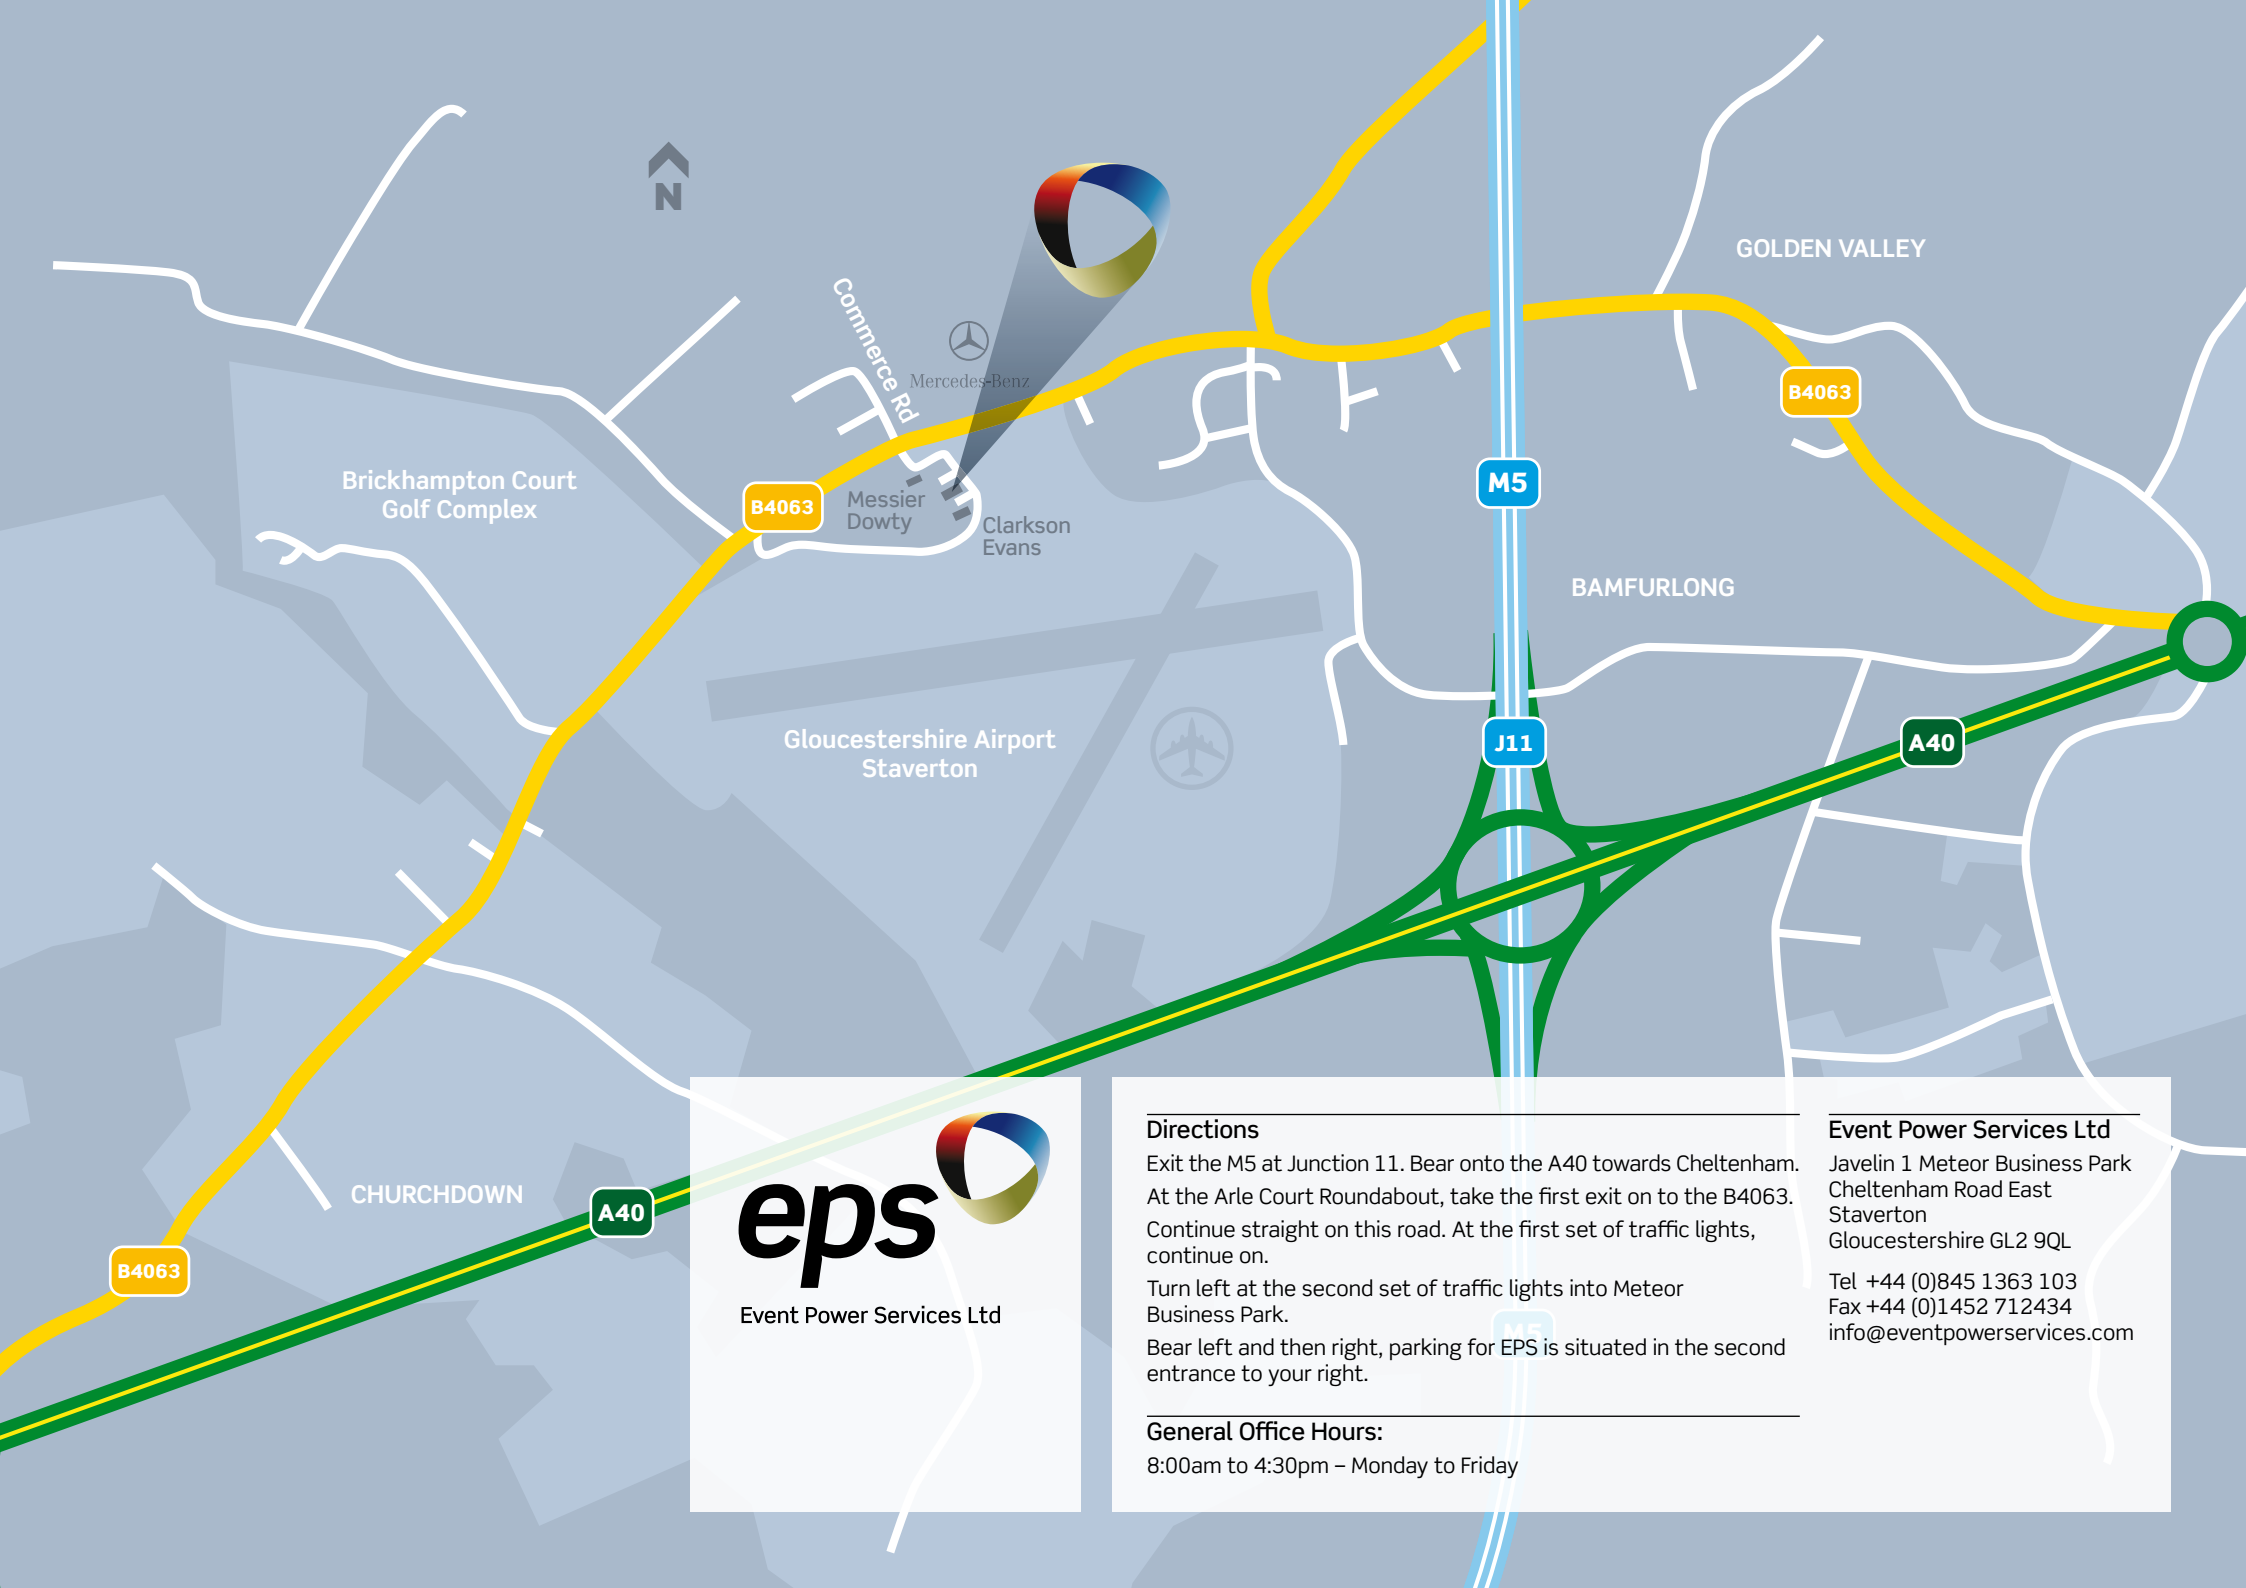 N
GOLDEN VALLEY
Commerce Rd
Mercedes-Benz
B4063
Brickhampton Court
Golf Complex
B4063
Messier
Dowty
Clarkson
Evans
M5
BAMFURLONG
Gloucestershire Airport
Staverton
J11
A40
CHURCHDOWN
A40
B4063
eps
Event Power Services Ltd
Directions
Exit the M5 at Junction 11. Bear onto the A40 towards Cheltenham.
At the Arle Court Roundabout, take the first exit on to the B4063.
Continue straight on this road. At the first set of traffic lights,
continue on.
Turn left at the second set of traffic lights into Meteor
Business Park.
M5
Bear left and then right, parking for EPS is situated in the second
entrance to your right.
General Office Hours:
8:00am to 4:30pm – Monday to Friday
Event Power Services Ltd
Javelin 1 Meteor Business Park
Cheltenham Road East
Staverton
Gloucestershire GL2 9QL
Tel +44 (0)845 1363 103
Fax +44 (0)1452 712434
info@eventpowerservices.com